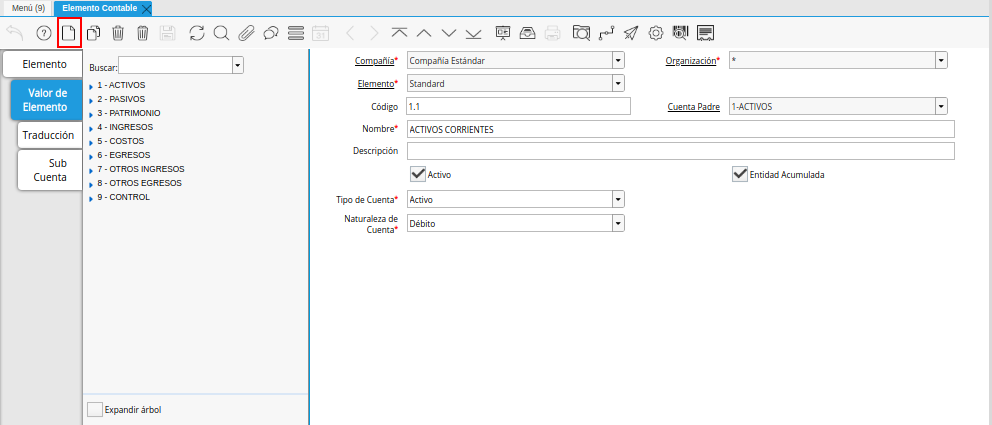 Menú (9)
Elemento Contable
Elemento
Valor de
Elemento
Traducción
Sub
Cuenta
Buscar:
1 - ACTIVOS
2 - PASIVOS
3 - PATRIMONIO
4 - INGRESOS
5 - COSTOS
6 - EGRESOS
7 - OTROS INGRESOS
8 - OTROS EGRESOS
9 - CONTROL
Expandir árbol
Compañía* Compañía Estándar Organización* *
Elemento* Standard
Código 1.1 Cuenta Padre 1-ACTIVOS
Nombre* ACTIVOS CORRIENTES
Descripción
Activo Entidad Acumulada
Tipo de Cuenta* Activo
Naturaleza de
Cuenta* Débito